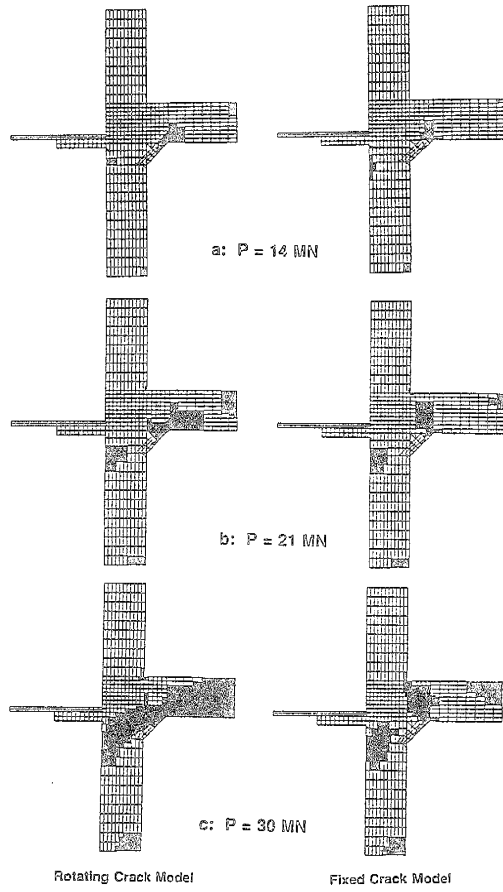 a: P = 14 MN
b: P = 21 MN
c: P = 30 MN
Rotating Crack Model
Fixed Crack Model